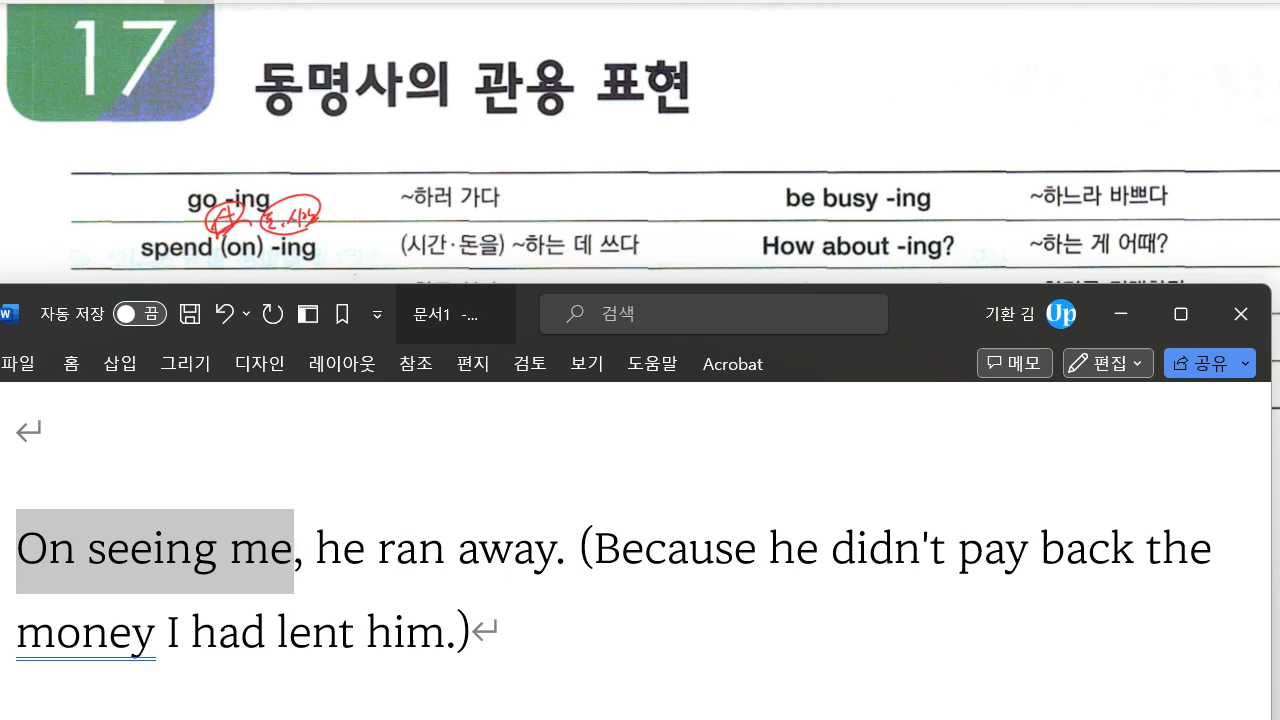 17 동명사의 관용 표현
go -ing ~하러 가다 be busy -ing ~하느라 바쁘다
spend (on) -ing (시간·돈을) ~하는 데 쓰다 How about -ing? ~하는 게 어때?
자동 저장 끔 문서1 -... 검색 기환 김 Up
파일 홈 삽입 그리기 디자인 레이아웃 참조 편지 검토 보기 도움말 Acrobat 메모 편집 공유
On seeing me, he ran away. (Because he didn't pay back the
money I had lent him.)